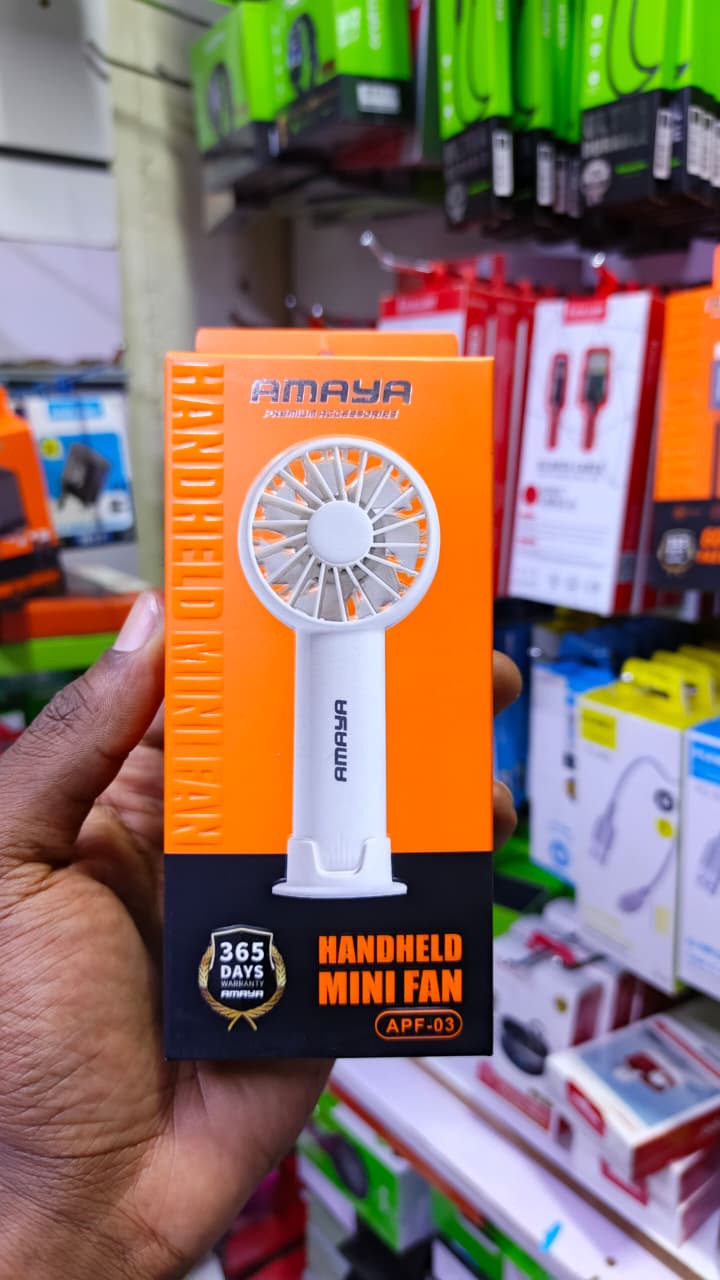 AMAYA
PREMIUM ACCESSORIES
HANDHELD MINI FAN
AMAYA
365
DAYS
WARRANTY
AMAYA
HANDHELD
MINI FAN
APF-03